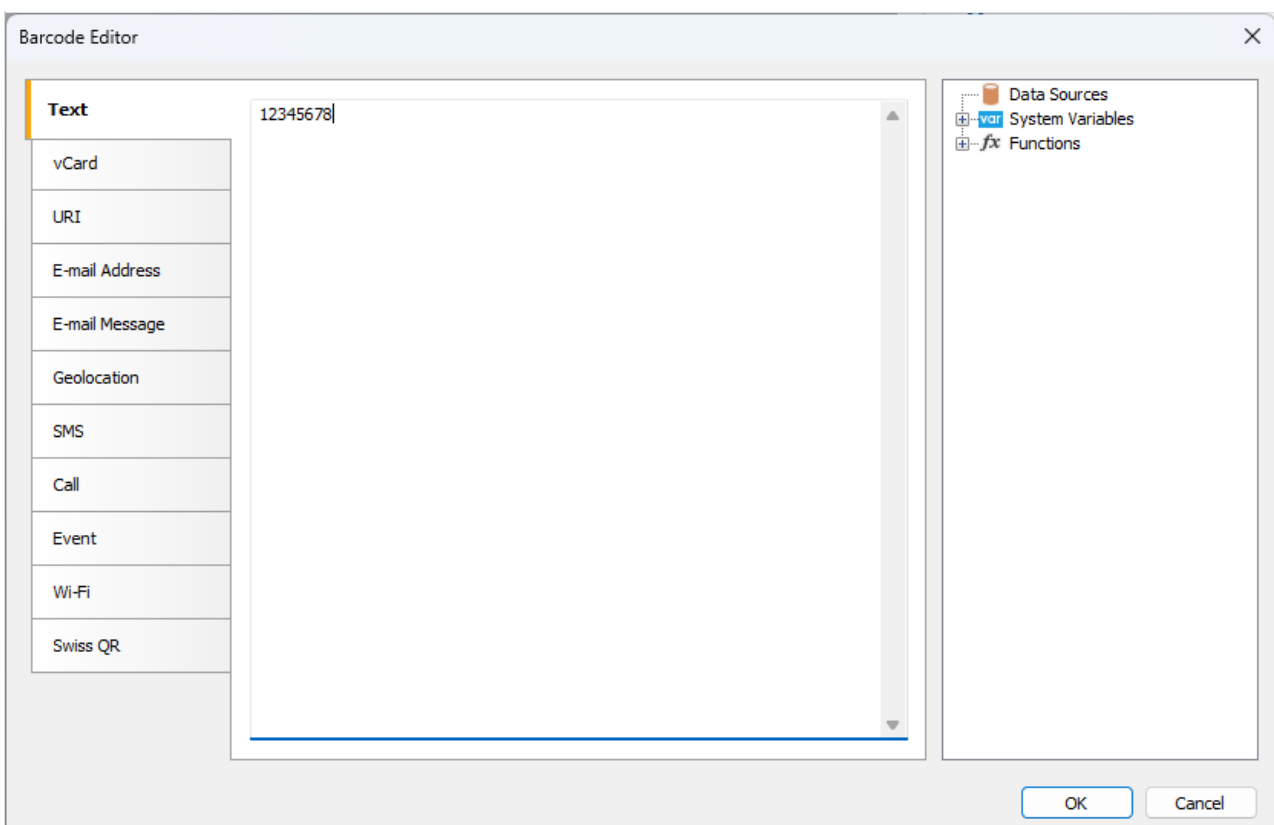 Barcode Editor
Text
vCard
URI
E-mail Address
E-mail Message
Geolocation
SMS
Call
Event
Wi-Fi
Swiss QR
12345678
Data Sources
var System Variables
fx Functions
OK
Cancel